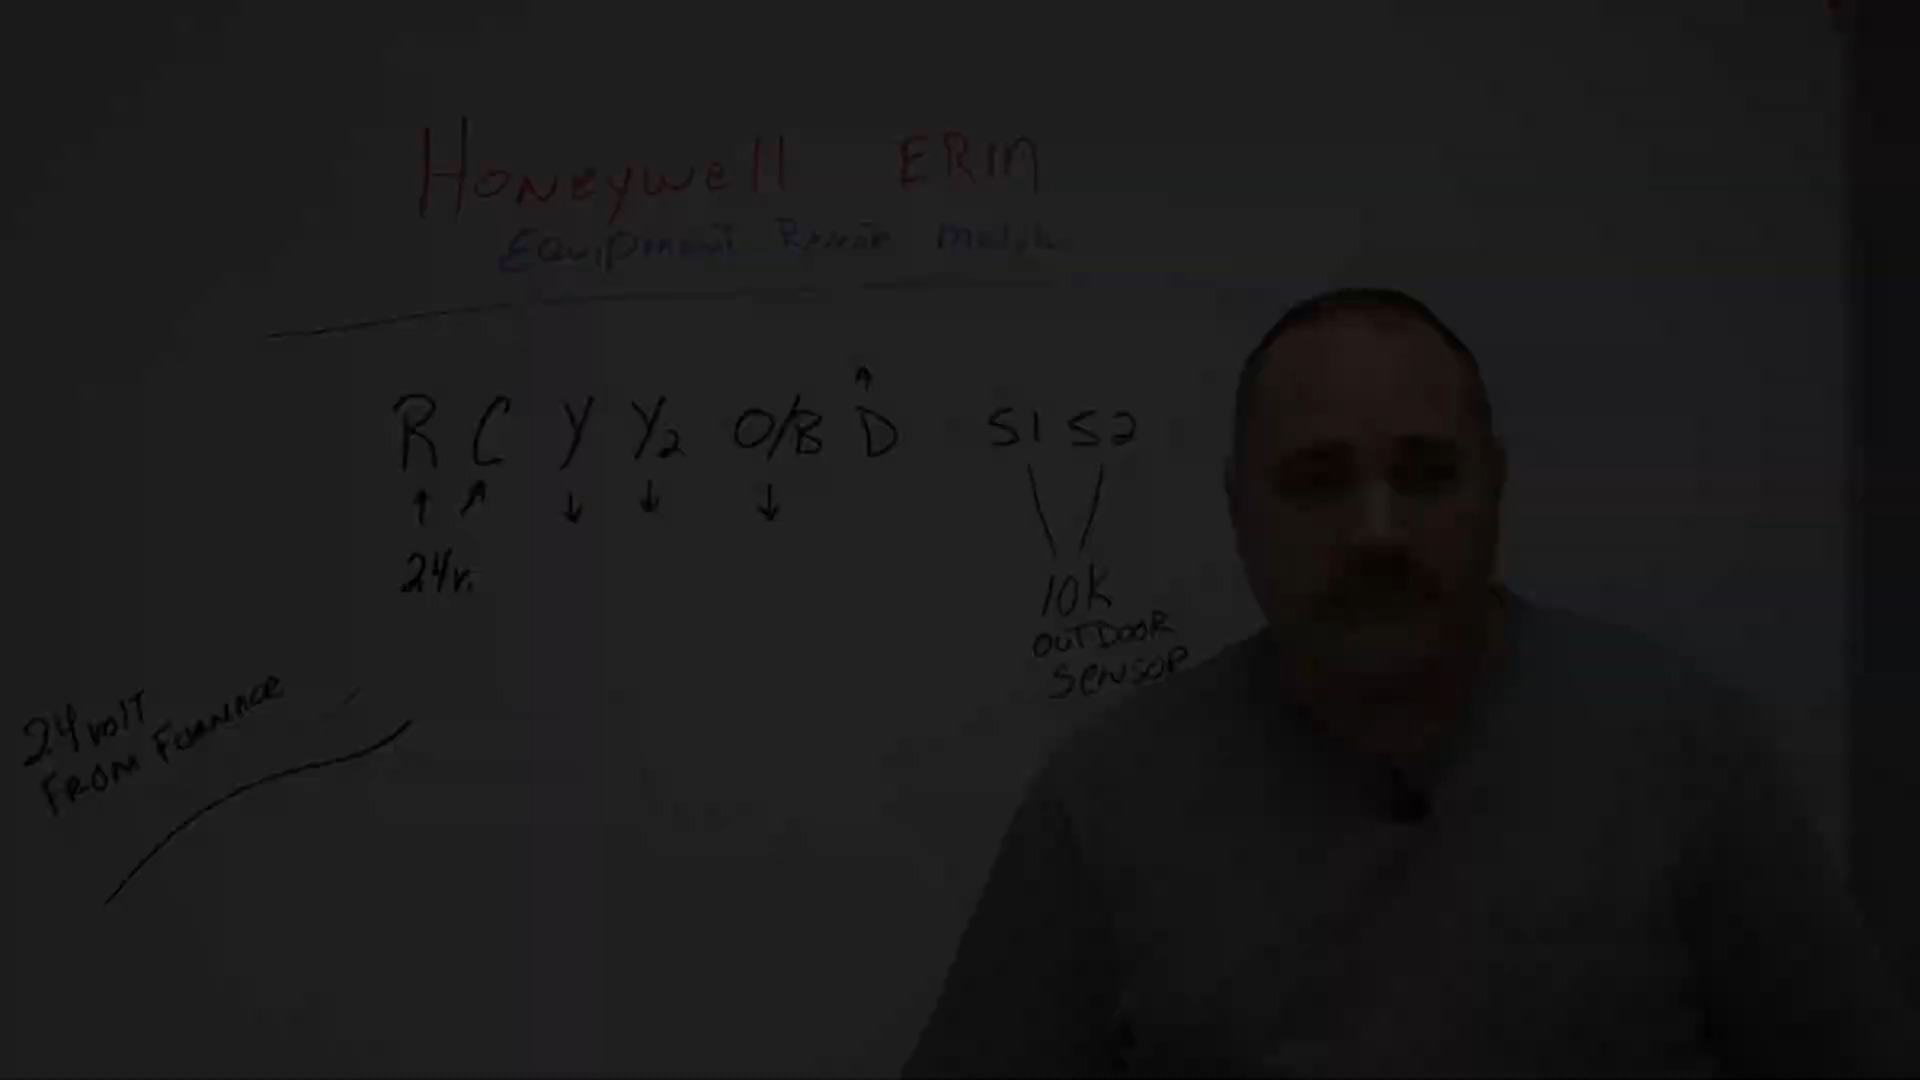 Honeywell ERM
Equipment Remote Module
R C Y Y2 O/B D S1 S2
24v.
10K
OUTDOOR
SENSOR
24 volt
FROM FURNACE